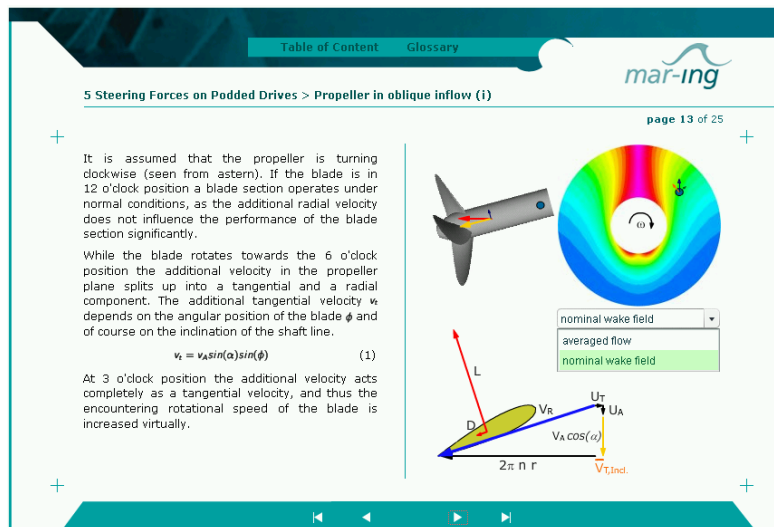 Table of Content Glossary
mar-ing
5 Steering Forces on Podded Drives > Propeller in oblique inflow (i)
page 13 of 25
It is assumed that the propeller is turning
clockwise (seen from astern). If the blade is in
12 o'clock position a blade section operates under
normal conditions, as the additional radial velocity
does not influence the performance of the blade
section significantly.
While the blade rotates towards the 6 o'clock
position the additional velocity in the propeller
plane splits up into a tangential and a radial
component. The additional tangential velocity vt
depends on the angular position of the blade ϕ and
of course on the inclination of the shaft line.
vt = vAsin(α)sin(ϕ) (1)
At 3 o'clock position the additional velocity acts
completely as a tangential velocity, and thus the
encountering rotational speed of the blade is
increased virtually.
ω
nominal wake field
averaged flow
nominal wake field
L
D
VR
UT
UA
VA cos(α)
2π n r
VT,Incl.